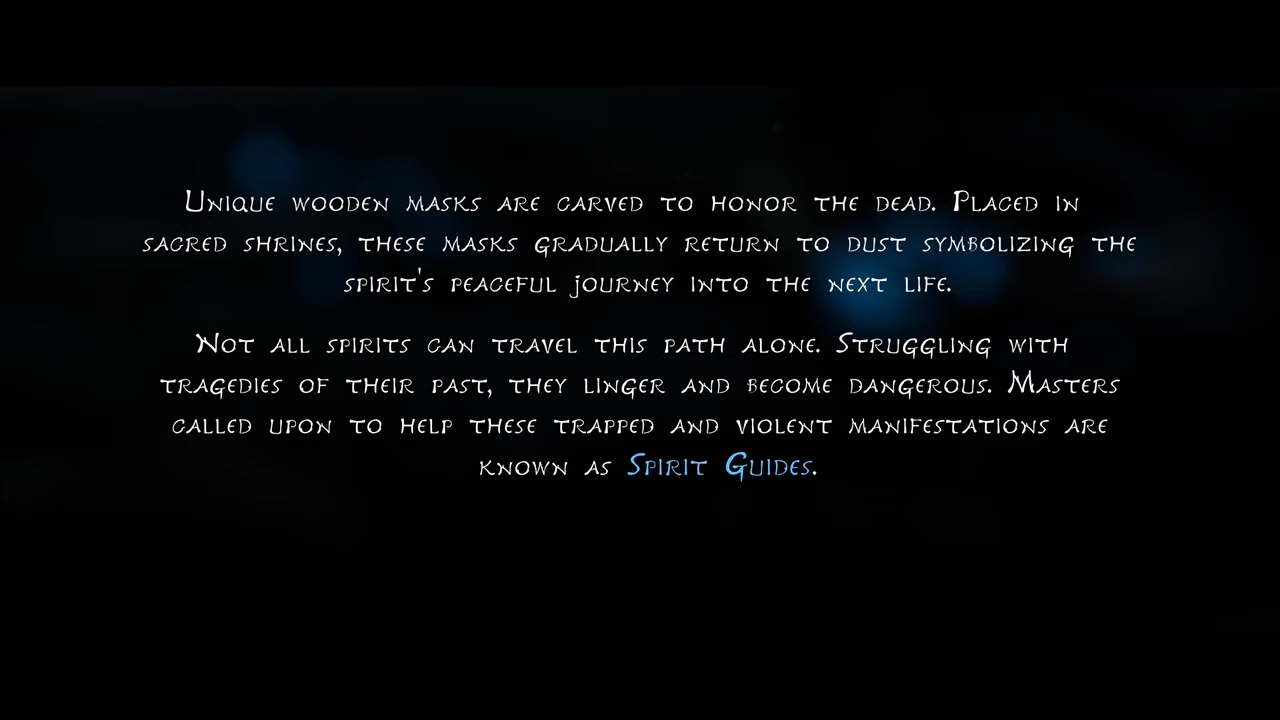 Unique wooden masks are carved to honor the dead. Placed in
sacred shrines, these masks gradually return to dust symbolizing the
spirit's peaceful journey into the next life.
Not all spirits can travel this path alone. Struggling with
tragedies of their past, they linger and become dangerous. Masters
called upon to help these trapped and violent manifestations are
known as Spirit Guides.